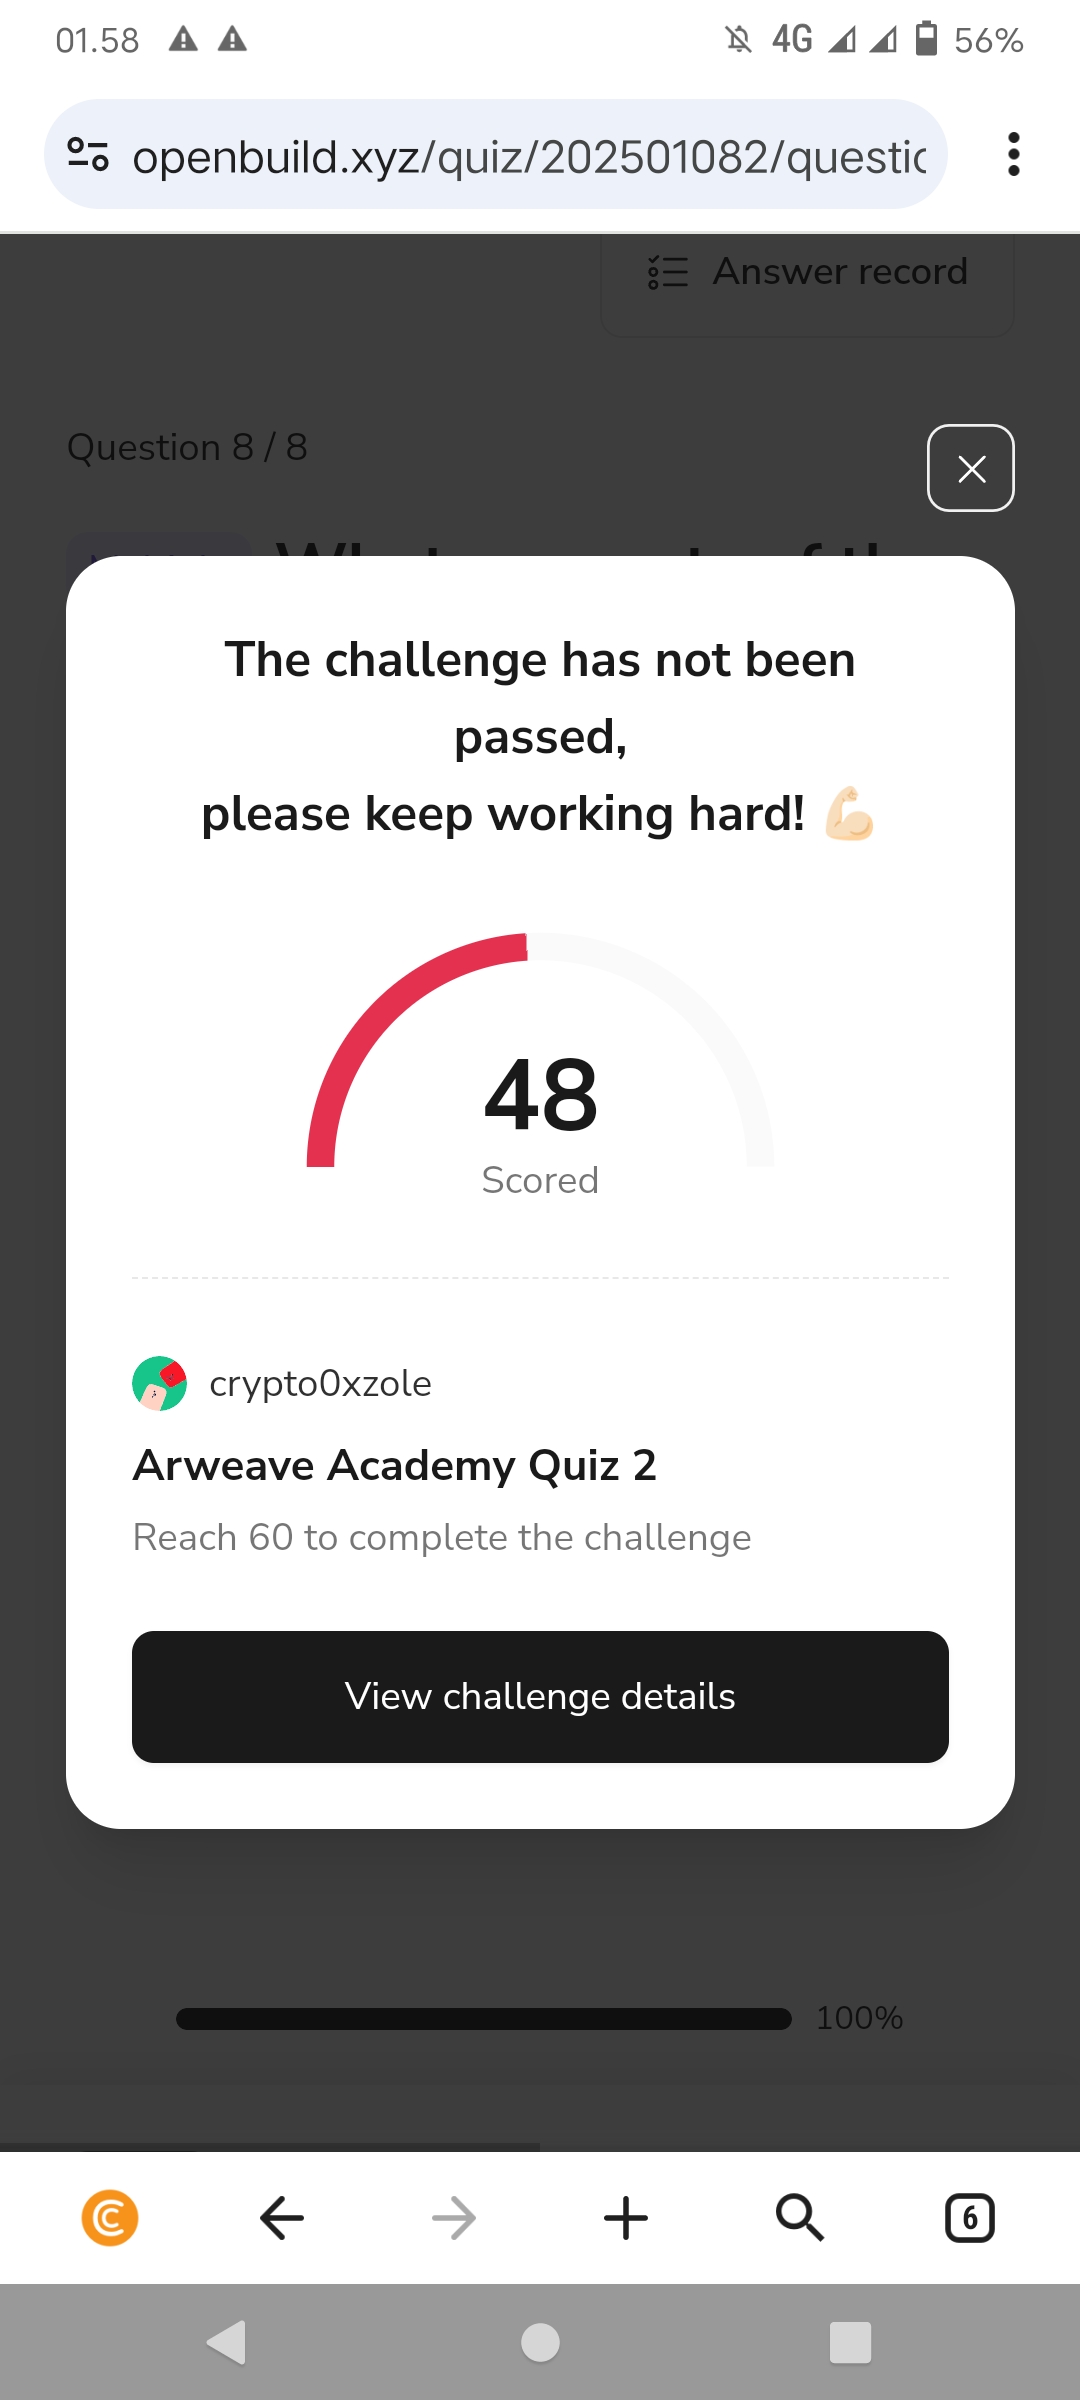 01.58
4G
56%
openbuild.xyz/quiz/202501082/questic
Answer record
Question 8 / 8
The challenge has not been
passed,
please keep working hard! 💪🏻
48
Scored
crypto0xzole
Arweave Academy Quiz 2
Reach 60 to complete the challenge
View challenge details
100%
6